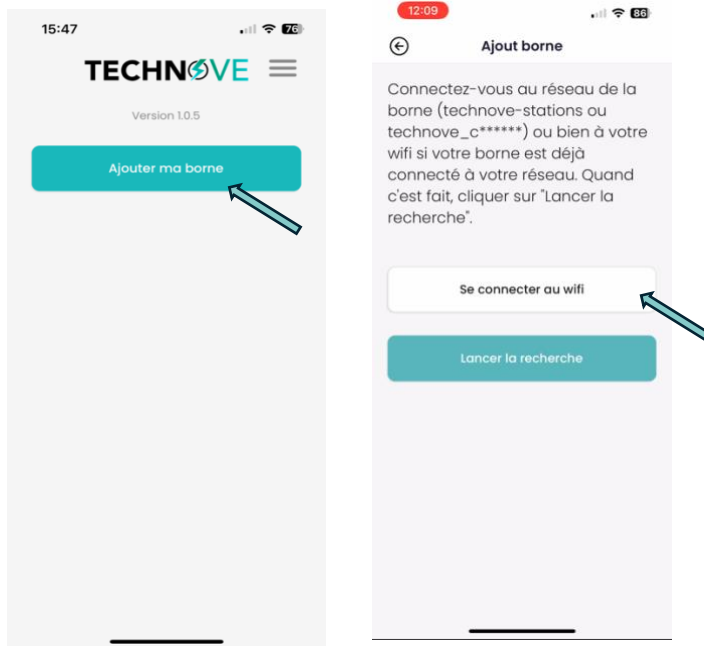 15:47
76
TECHNOVE
Version 1.0.5
Ajouter ma borne
12:09
86
Ajout borne
Connectez-vous au réseau de la
borne (technove-stations ou
technove_c******) ou bien à votre
wifi si votre borne est déjà
connecté à votre réseau. Quand
c'est fait, cliquer sur "Lancer la
recherche".
Se connecter au wifi
Lancer la recherche